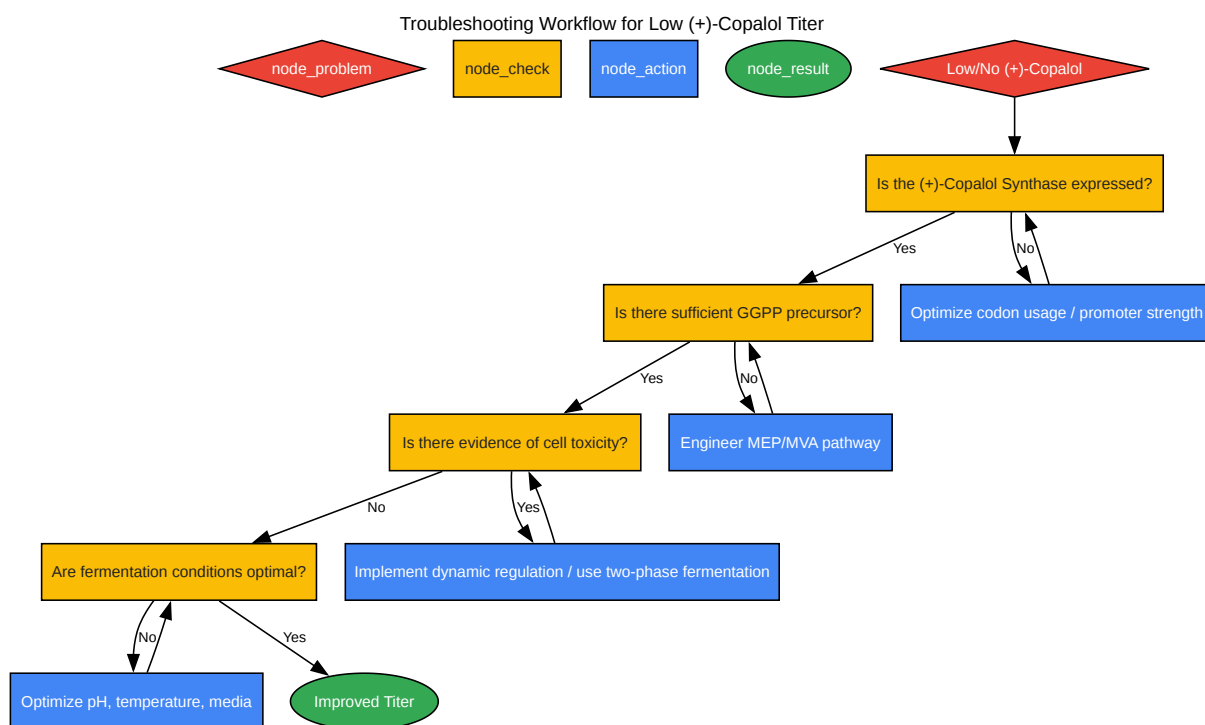 Troubleshooting Workflow for Low (+)-Copalol Titer
node_problem
node_check
node_action
node_result
Low/No (+)-Copalol
Is the (+)-Copalol Synthase expressed?
Yes
No
Is there sufficient GGPP precursor?
Optimize codon usage / promoter strength
Yes
No
Is there evidence of cell toxicity?
Engineer MEP/MVA pathway
No
Yes
Are fermentation conditions optimal?
Implement dynamic regulation / use two-phase fermentation
No
Yes
Optimize pH, temperature, media
Improved Titer